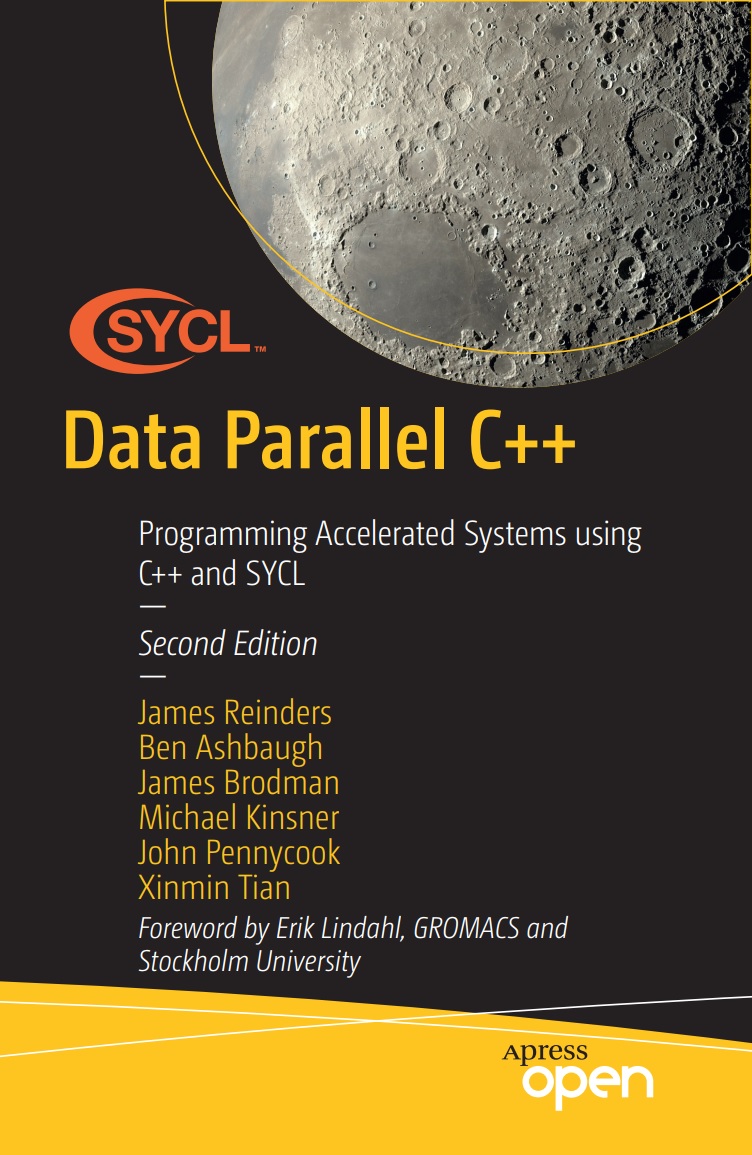 SYCL™
Data Parallel C++
Programming Accelerated Systems using
C++ and SYCL
Second Edition
James Reinders
Ben Ashbaugh
James Brodman
Michael Kinsner
John Pennycook
Xinmin Tian
Foreword by Erik Lindahl, GROMACS and
Stockholm University
Apress
open